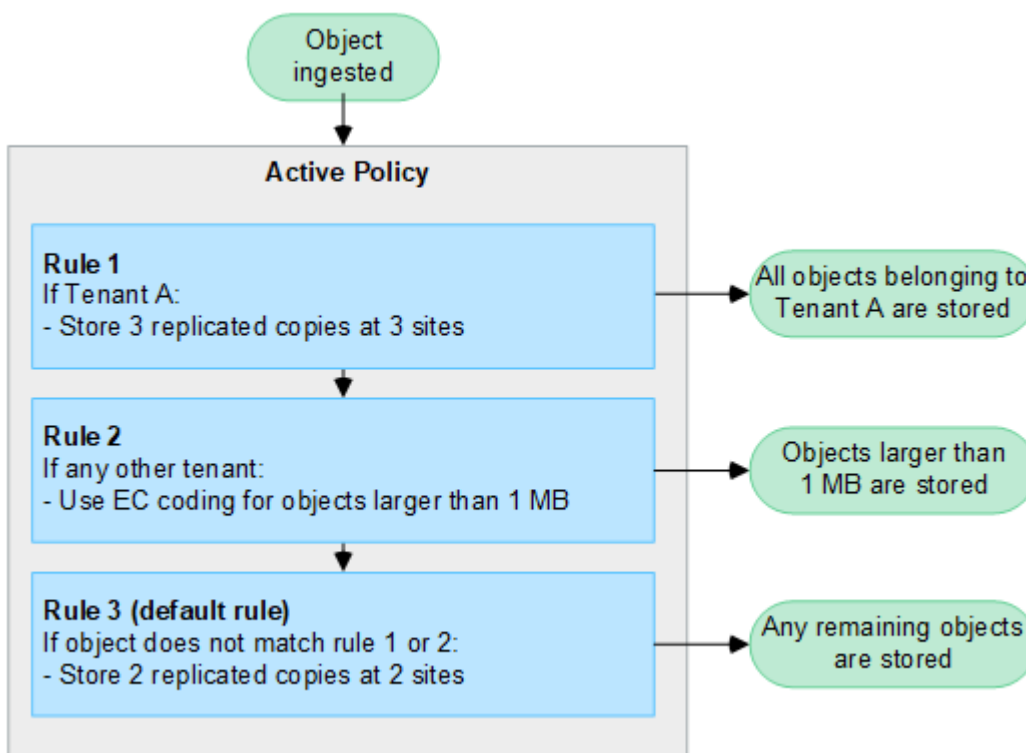 Object
ingested
Active Policy
Rule 1
If Tenant A:
- Store 3 replicated copies at 3 sites
All objects belonging to
Tenant A are stored
Rule 2
If any other tenant:
- Use EC coding for objects larger than 1 MB
Objects larger than
1 MB are stored
Rule 3 (default rule)
If object does not match rule 1 or 2:
- Store 2 replicated copies at 2 sites
Any remaining objects
are stored